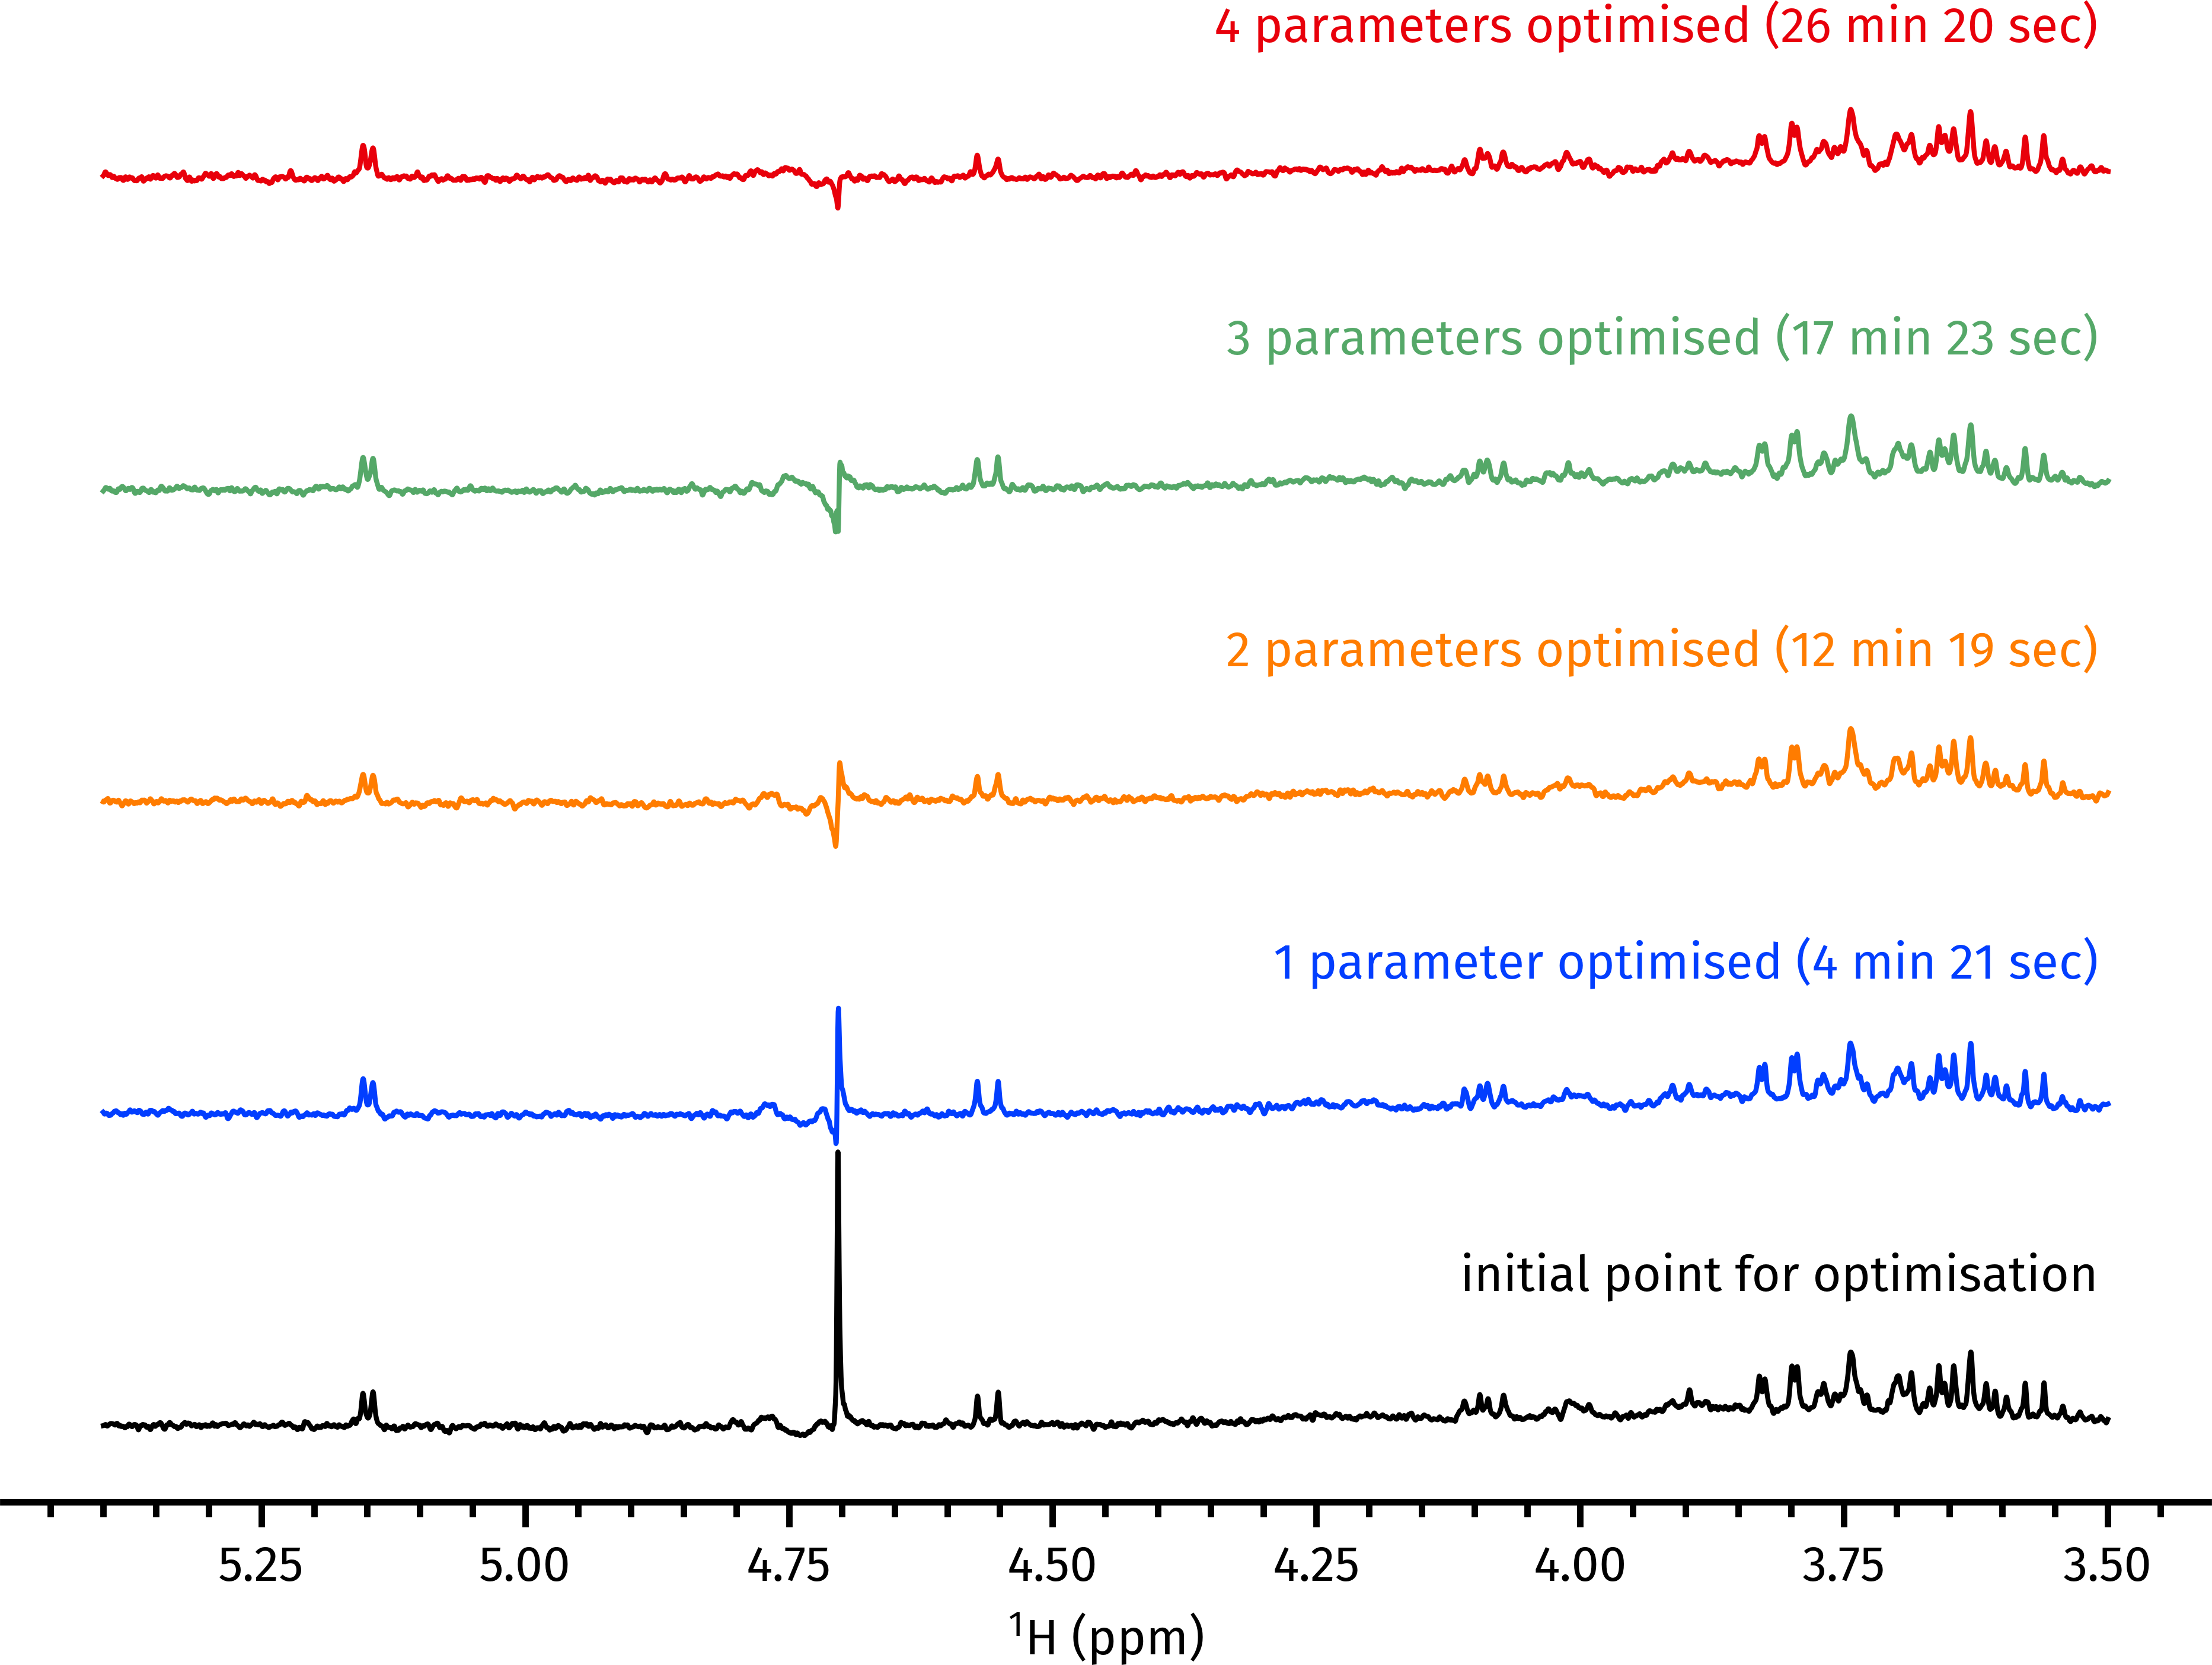 4 parameters optimised (26 min 20 sec)
3 parameters optimised (17 min 23 sec)
2 parameters optimised (12 min 19 sec)
1 parameter optimised (4 min 21 sec)
initial point for optimisation
5.25 5.00 4.75 4.50 4.25 4.00 3.75 3.50
¹H (ppm)